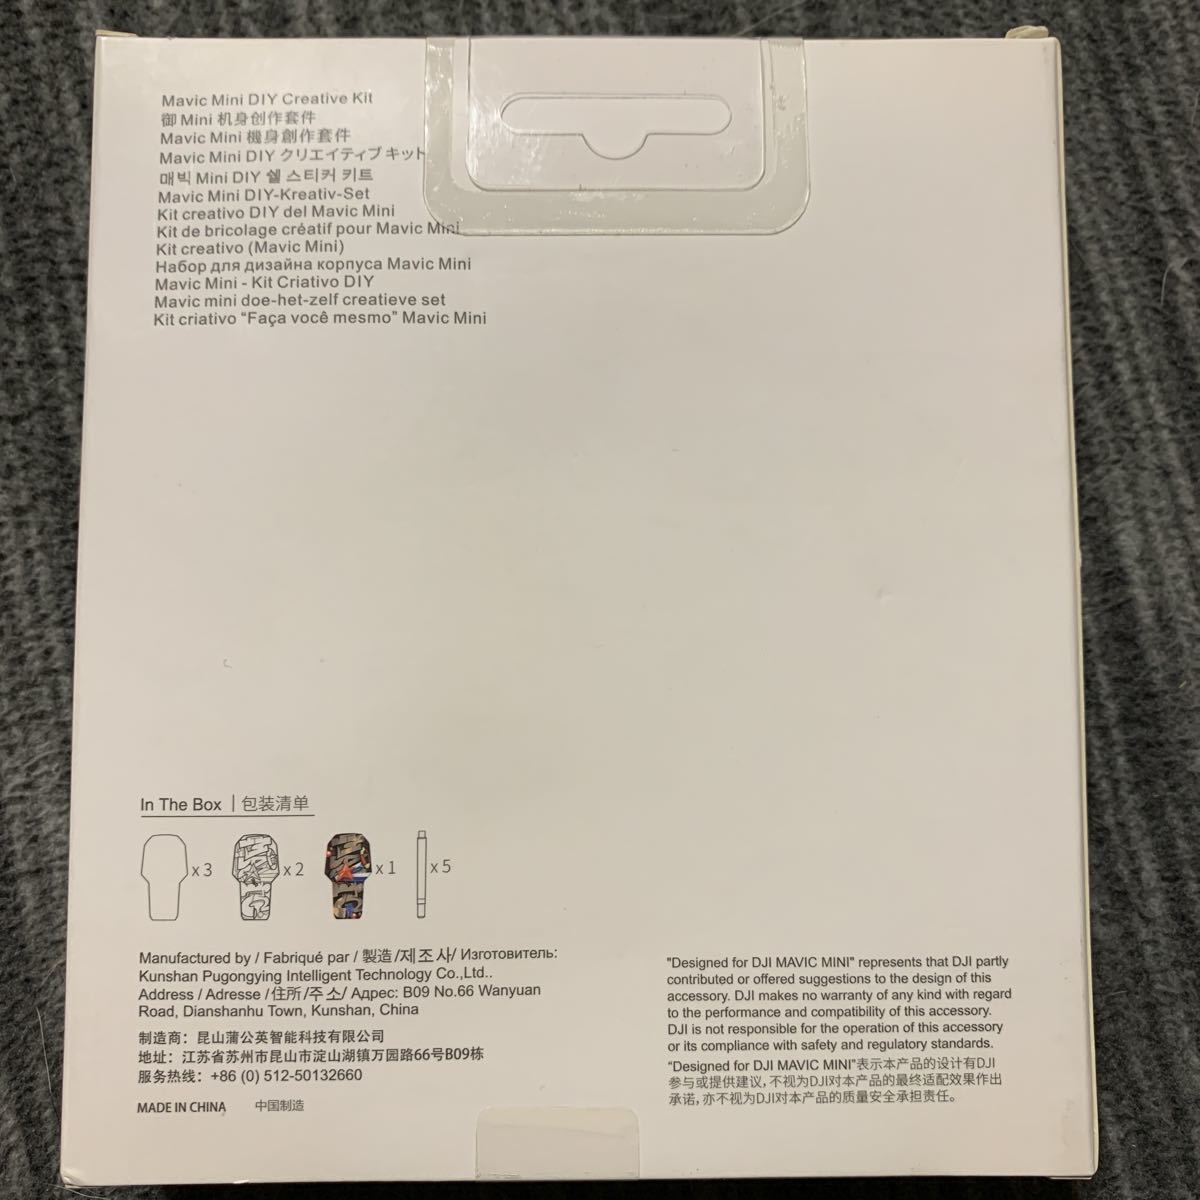 Mavic Mini DIY Creative Kit
御 Mini 机身创作套件
Mavic Mini 機身創作套件
Mavic Mini DIY クリエイティブ キット
매빅 Mini DIY 쉘 스티커 키트
Mavic Mini DIY-Kreativ-Set
Kit creativo DIY del Mavic Mini
Kit de bricolage créatif pour Mavic Mini
Kit creativo (Mavic Mini)
Набор для дизайна корпуса Mavic Mini
Mavic Mini - Kit Criativo DIY
Mavic mini doe-het-zelf creatieve set
Kit criativo “Faça você mesmo” Mavic Mini
In The Box | 包装清单
x 3 x 2 x 1 x 5
Manufactured by / Fabriqué par / 製造/제조사/ Изготовитель:
Kunshan Pugongying Intelligent Technology Co.,Ltd..
Address / Adresse /住所/주소/ Адрес: B09 No.66 Wanyuan
Road, Dianshanhu Town, Kunshan, China
制造商：昆山蒲公英智能科技有限公司
地址：江苏省苏州市昆山市淀山湖镇万园路66号B09栋
服务热线：+86 (0) 512-50132660
MADE IN CHINA 中国制造
"Designed for DJI MAVIC MINI" represents that DJI partly
contributed or offered suggestions to the design of this
accessory. DJI makes no warranty of any kind with regard
to the performance and compatibility of this accessory.
DJI is not responsible for the operation of this accessory
or its compliance with safety and regulatory standards.
“Designed for DJI MAVIC MINI”表示本产品的设计有DJI
参与或提供建议，不视为DJI对本产品的最终适配效果作出
承诺，亦不视为DJI对本产品的质量安全承担责任。